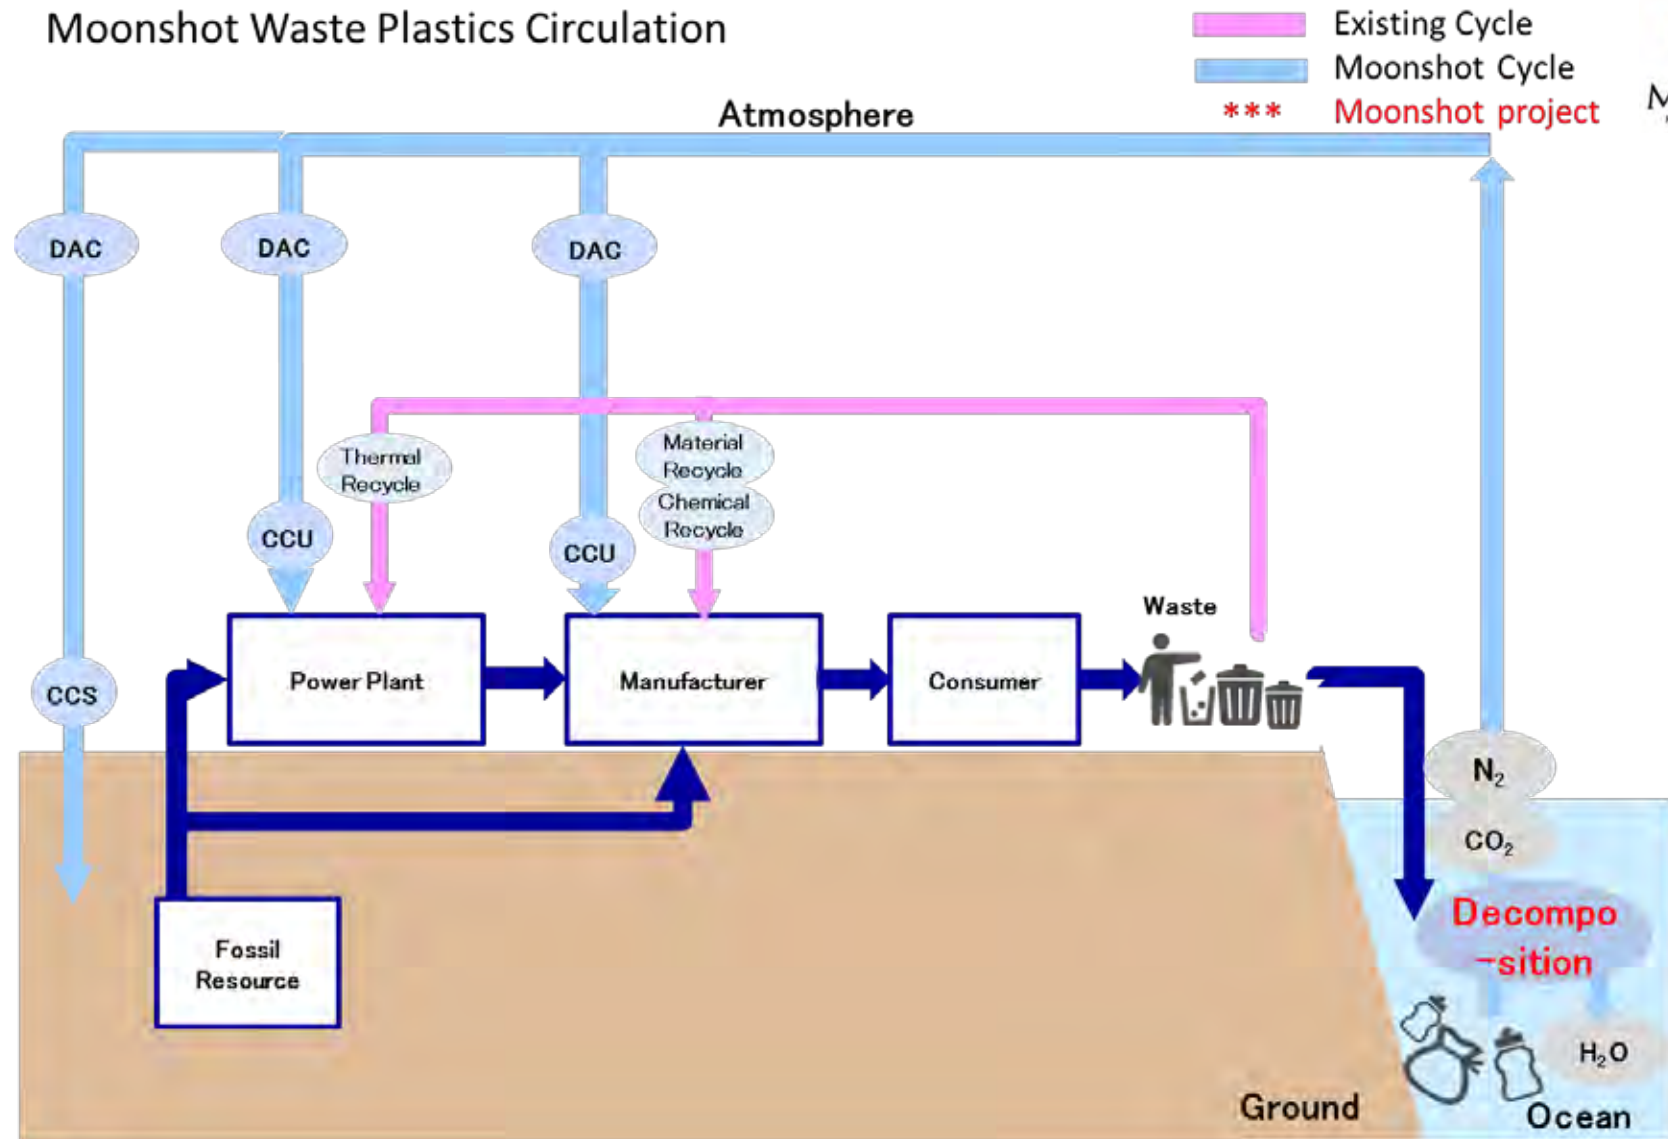 Moonshot Waste Plastics Circulation
Existing Cycle
Moonshot Cycle
*** Moonshot project
M
Atmosphere
DAC
DAC
DAC
Thermal
Recycle
Material
Recycle
Chemical
Recycle
CCU
CCU
CCS
Power Plant
Manufacturer
Consumer
Waste
N₂
CO₂
Decompo
-sition
H₂O
Fossil
Resource
Ground
Ocean